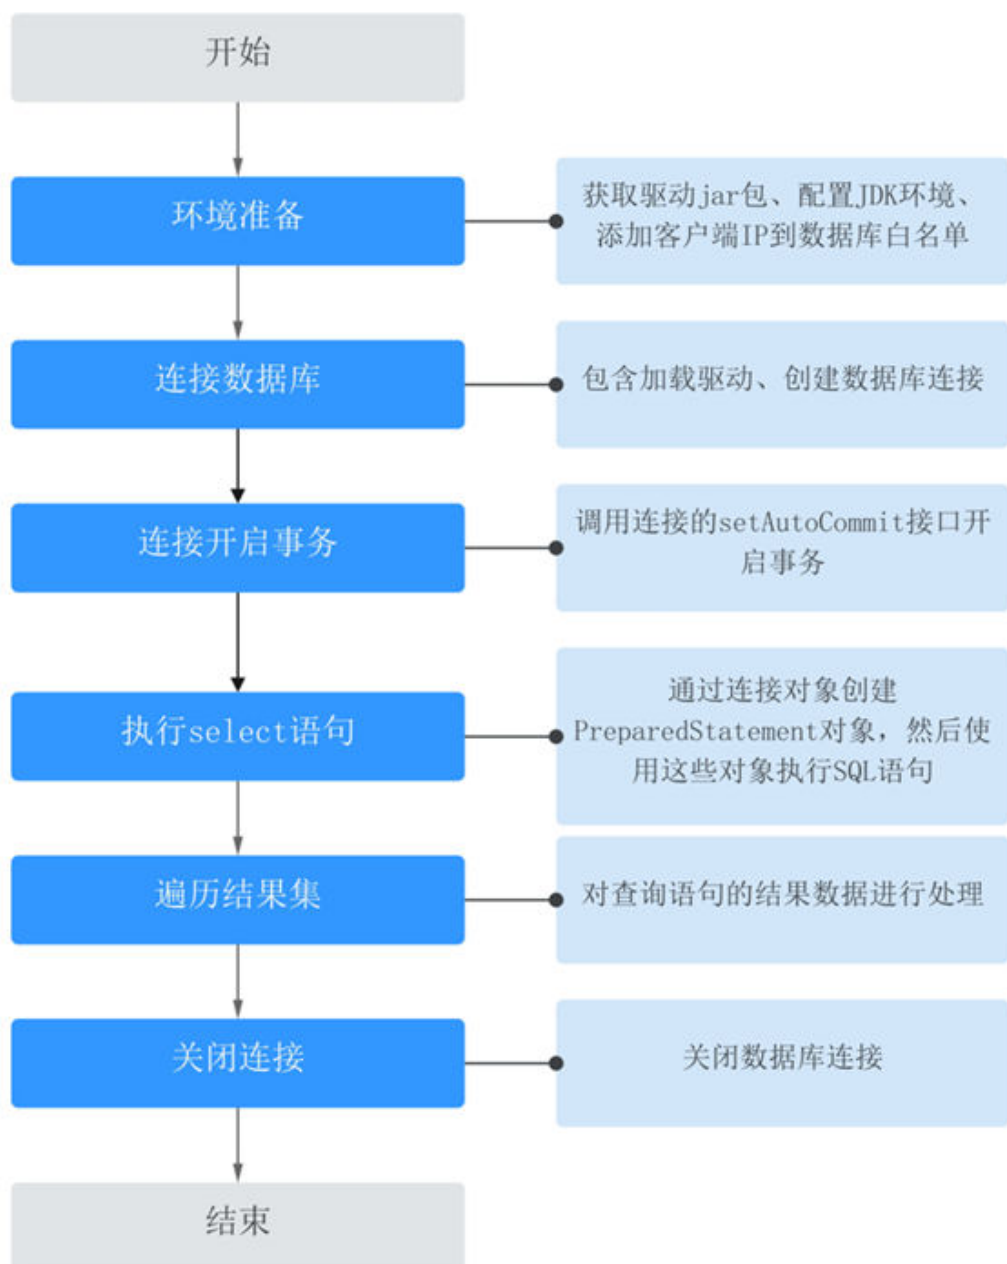 开始
环境准备
获取驱动jar包、配置JDK环境、
添加客户端IP到数据库白名单
连接数据库
包含加载驱动、创建数据库连接
连接开启事务
调用连接的setAutoCommit接口开
启事务
执行select语句
通过连接对象创建
PreparedStatement对象，然后使
用这些对象执行SQL语句
遍历结果集
对查询语句的结果数据进行处理
关闭连接
关闭数据库连接
结束